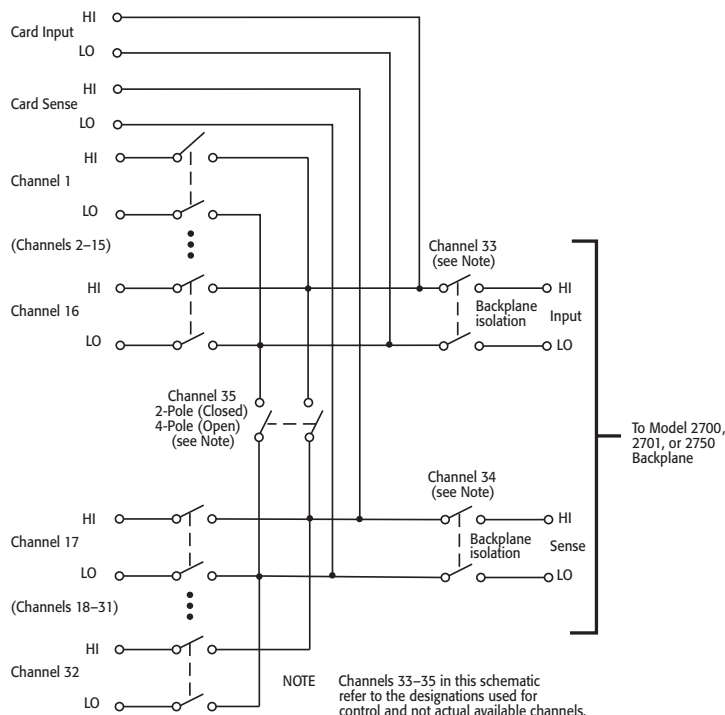 Card Input
HI
LO
Card Sense
HI
LO
Channel 1
HI
LO
(Channels 2–15)
Channel 16
HI
LO
Channel 33
(see Note)
Backplane
isolation
HI
Input
LO
Channel 35
2-Pole (Closed)
4-Pole (Open)
(see Note)
To Model 2700,
2701, or 2750
Backplane
Channel 34
(see Note)
Backplane
isolation
HI
Sense
LO
Channel 17
HI
LO
(Channels 18–31)
Channel 32
HI
LO
NOTE Channels 33–35 in this schematic
refer to the designations used for
control and not actual available channels.